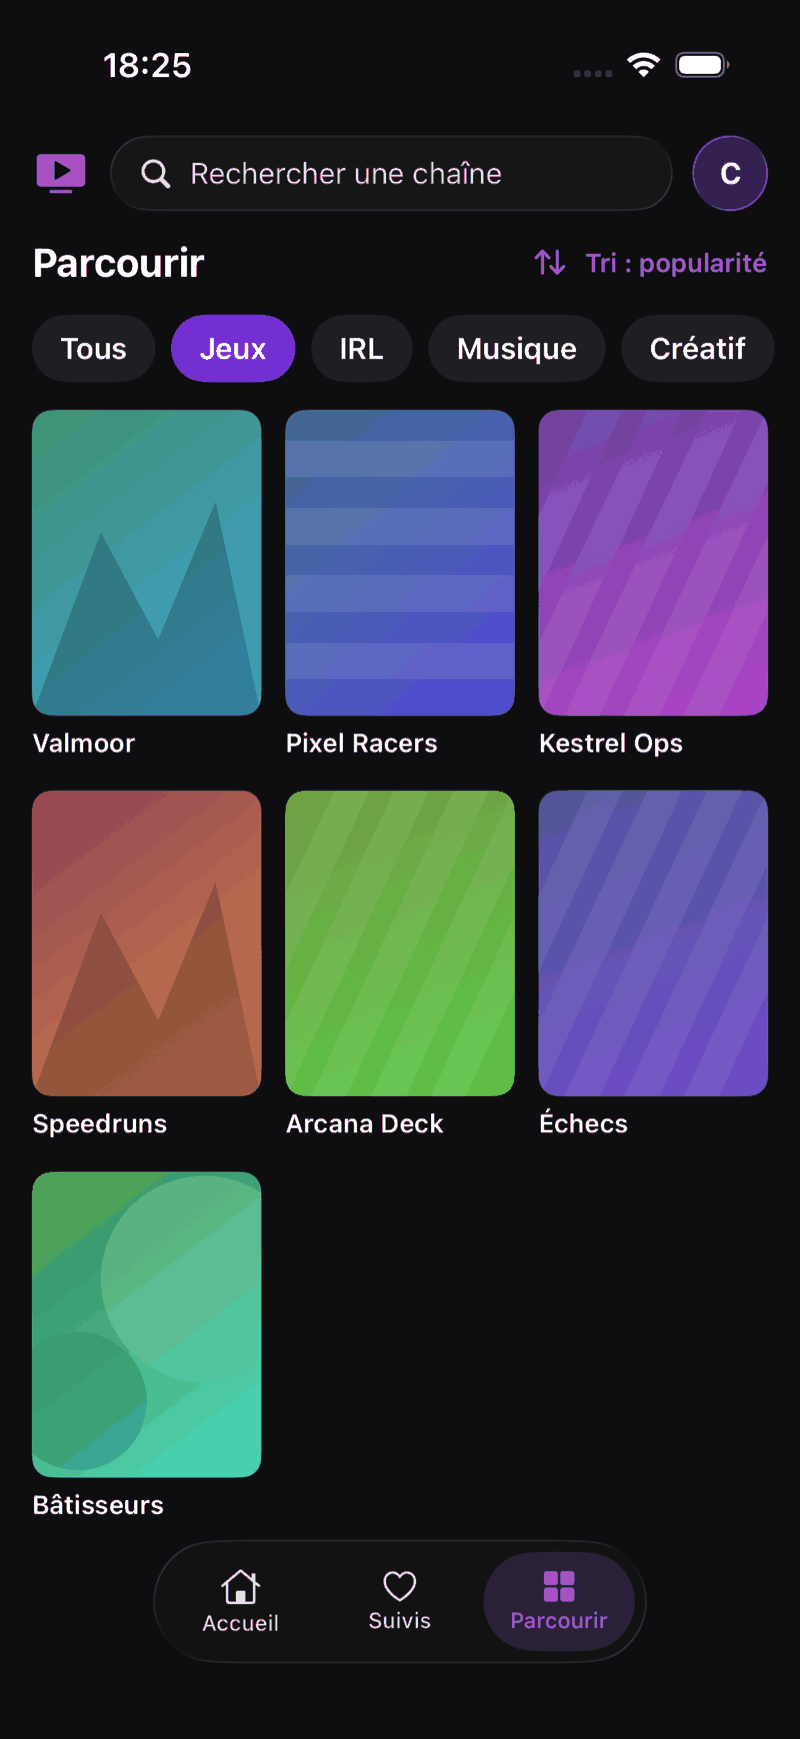 18:25
Rechercher une chaîne
C
Parcourir
Tri : popularité
Tous
Jeux
IRL
Musique
Créatif
Valmoor
Pixel Racers
Kestrel Ops
Speedruns
Arcana Deck
Échecs
Bâtisseurs
Accueil
Suivis
Parcourir